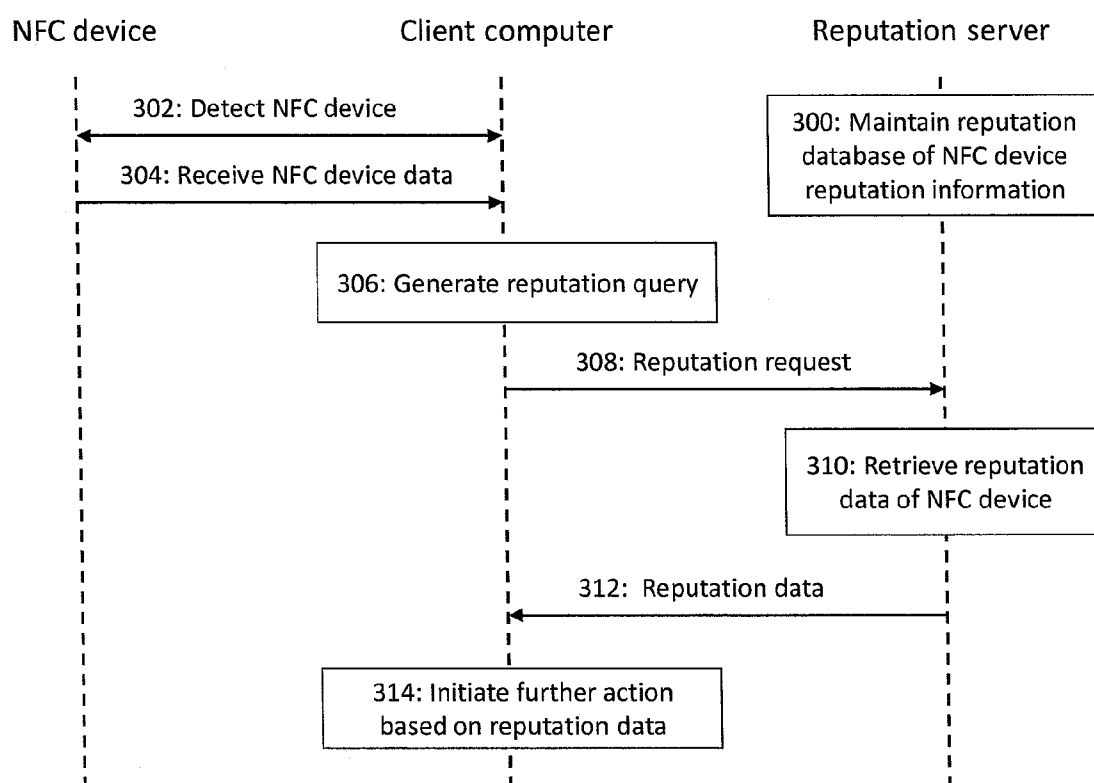 NFC device
Client computer
Reputation server
302: Detect NFC device
300: Maintain reputation
database of NFC device
reputation information
304: Receive NFC device data
306: Generate reputation query
308: Reputation request
310: Retrieve reputation
data of NFC device
312: Reputation data
314: Initiate further action
based on reputation data